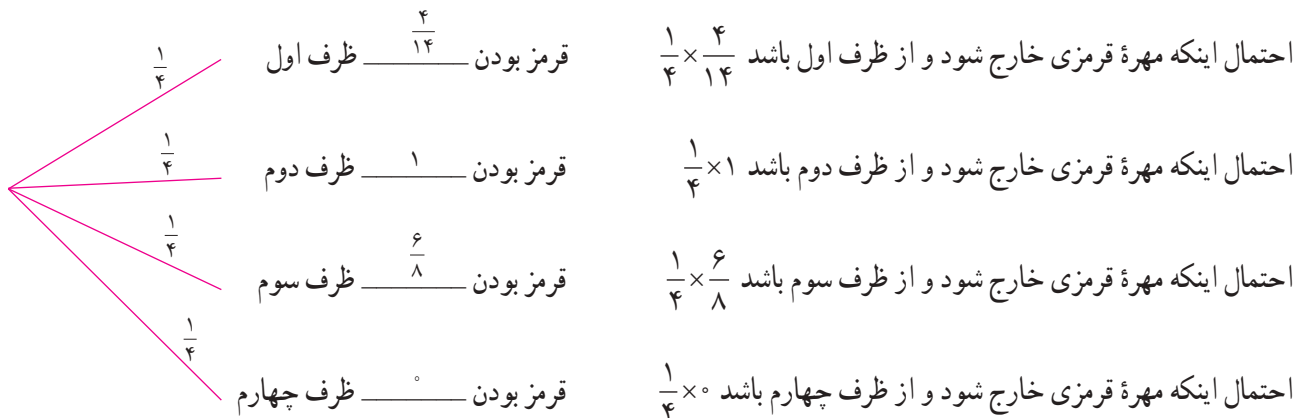 احتمال اینکه مهرهٔ قرمزی خارج شود و از ظرف اول باشد ۱/۴ × ۴/۱۴ قرمز بودن ۴/۱۴ ظرف اول ۱/۴
احتمال اینکه مهرهٔ قرمزی خارج شود و از ظرف دوم باشد ۱/۴ × ۱ قرمز بودن ۱ ظرف دوم ۱/۴
احتمال اینکه مهرهٔ قرمزی خارج شود و از ظرف سوم باشد ۱/۴ × ۶/۸ قرمز بودن ۶/۸ ظرف سوم ۱/۴
احتمال اینکه مهرهٔ قرمزی خارج شود و از ظرف چهارم باشد ۱/۴ × ۰ قرمز بودن ۰ ظرف چهارم ۱/۴